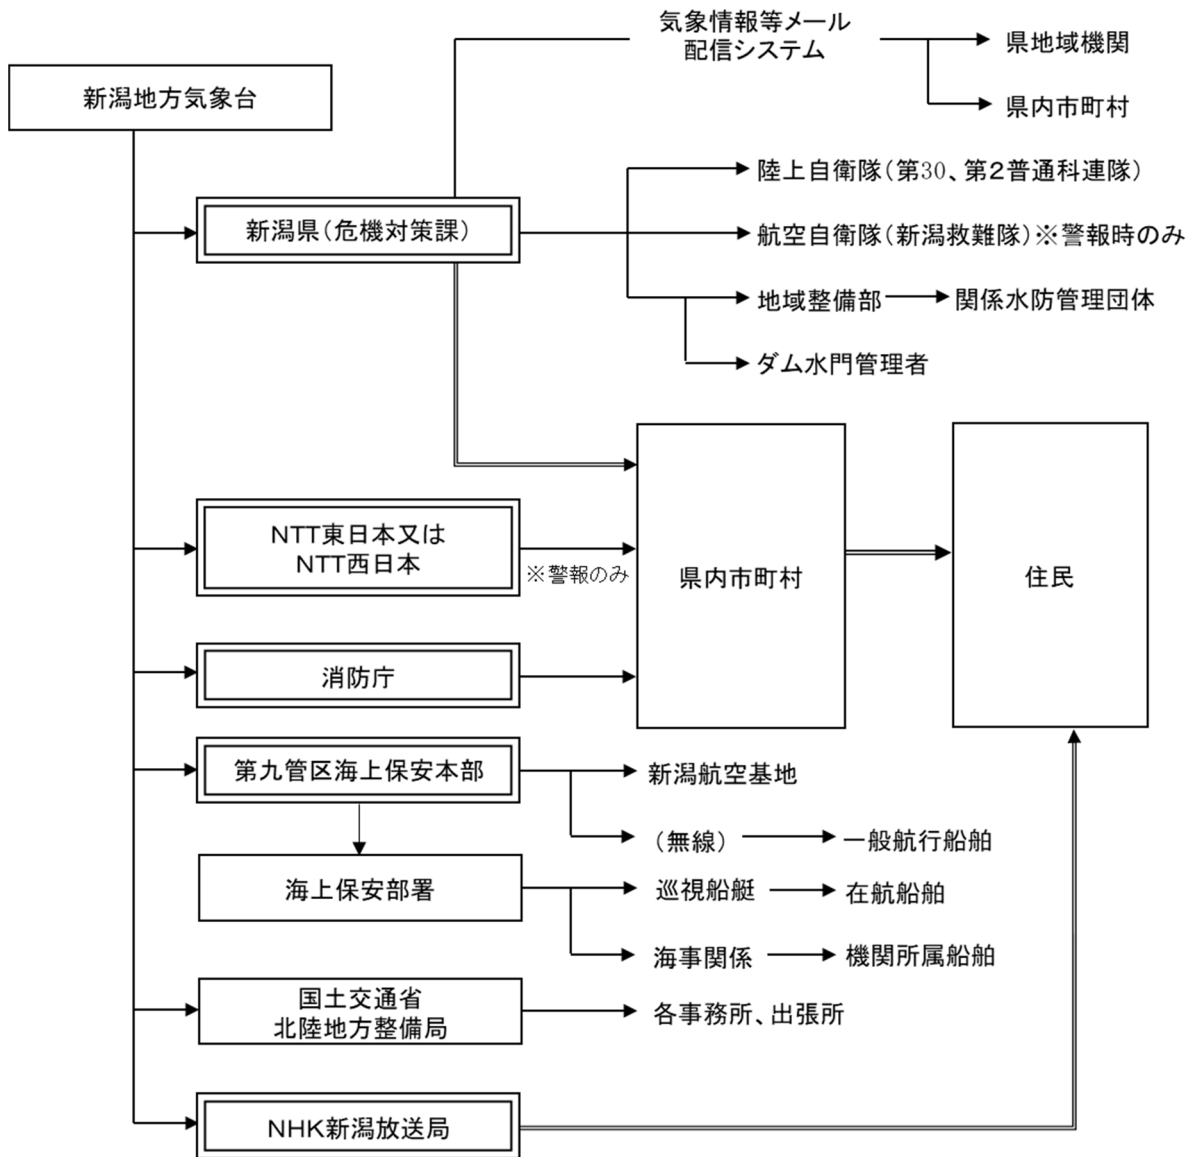 気象情報等メール
配信システム
県地域機関
新潟地方気象台
県内市町村
陸上自衛隊(第30、第2普通科連隊)
新潟県(危機対策課)
航空自衛隊(新潟救難隊)※警報時のみ
地域整備部
関係水防管理団体
ダム水門管理者
NTT東日本又は
NTT西日本
※警報のみ
県内市町村
住民
消防庁
第九管区海上保安本部
新潟航空基地
(無線)
一般航行船舶
海上保安部署
巡視船艇
在航船舶
海事関係
機関所属船舶
国土交通省
北陸地方整備局
各事務所、出張所
NHK新潟放送局